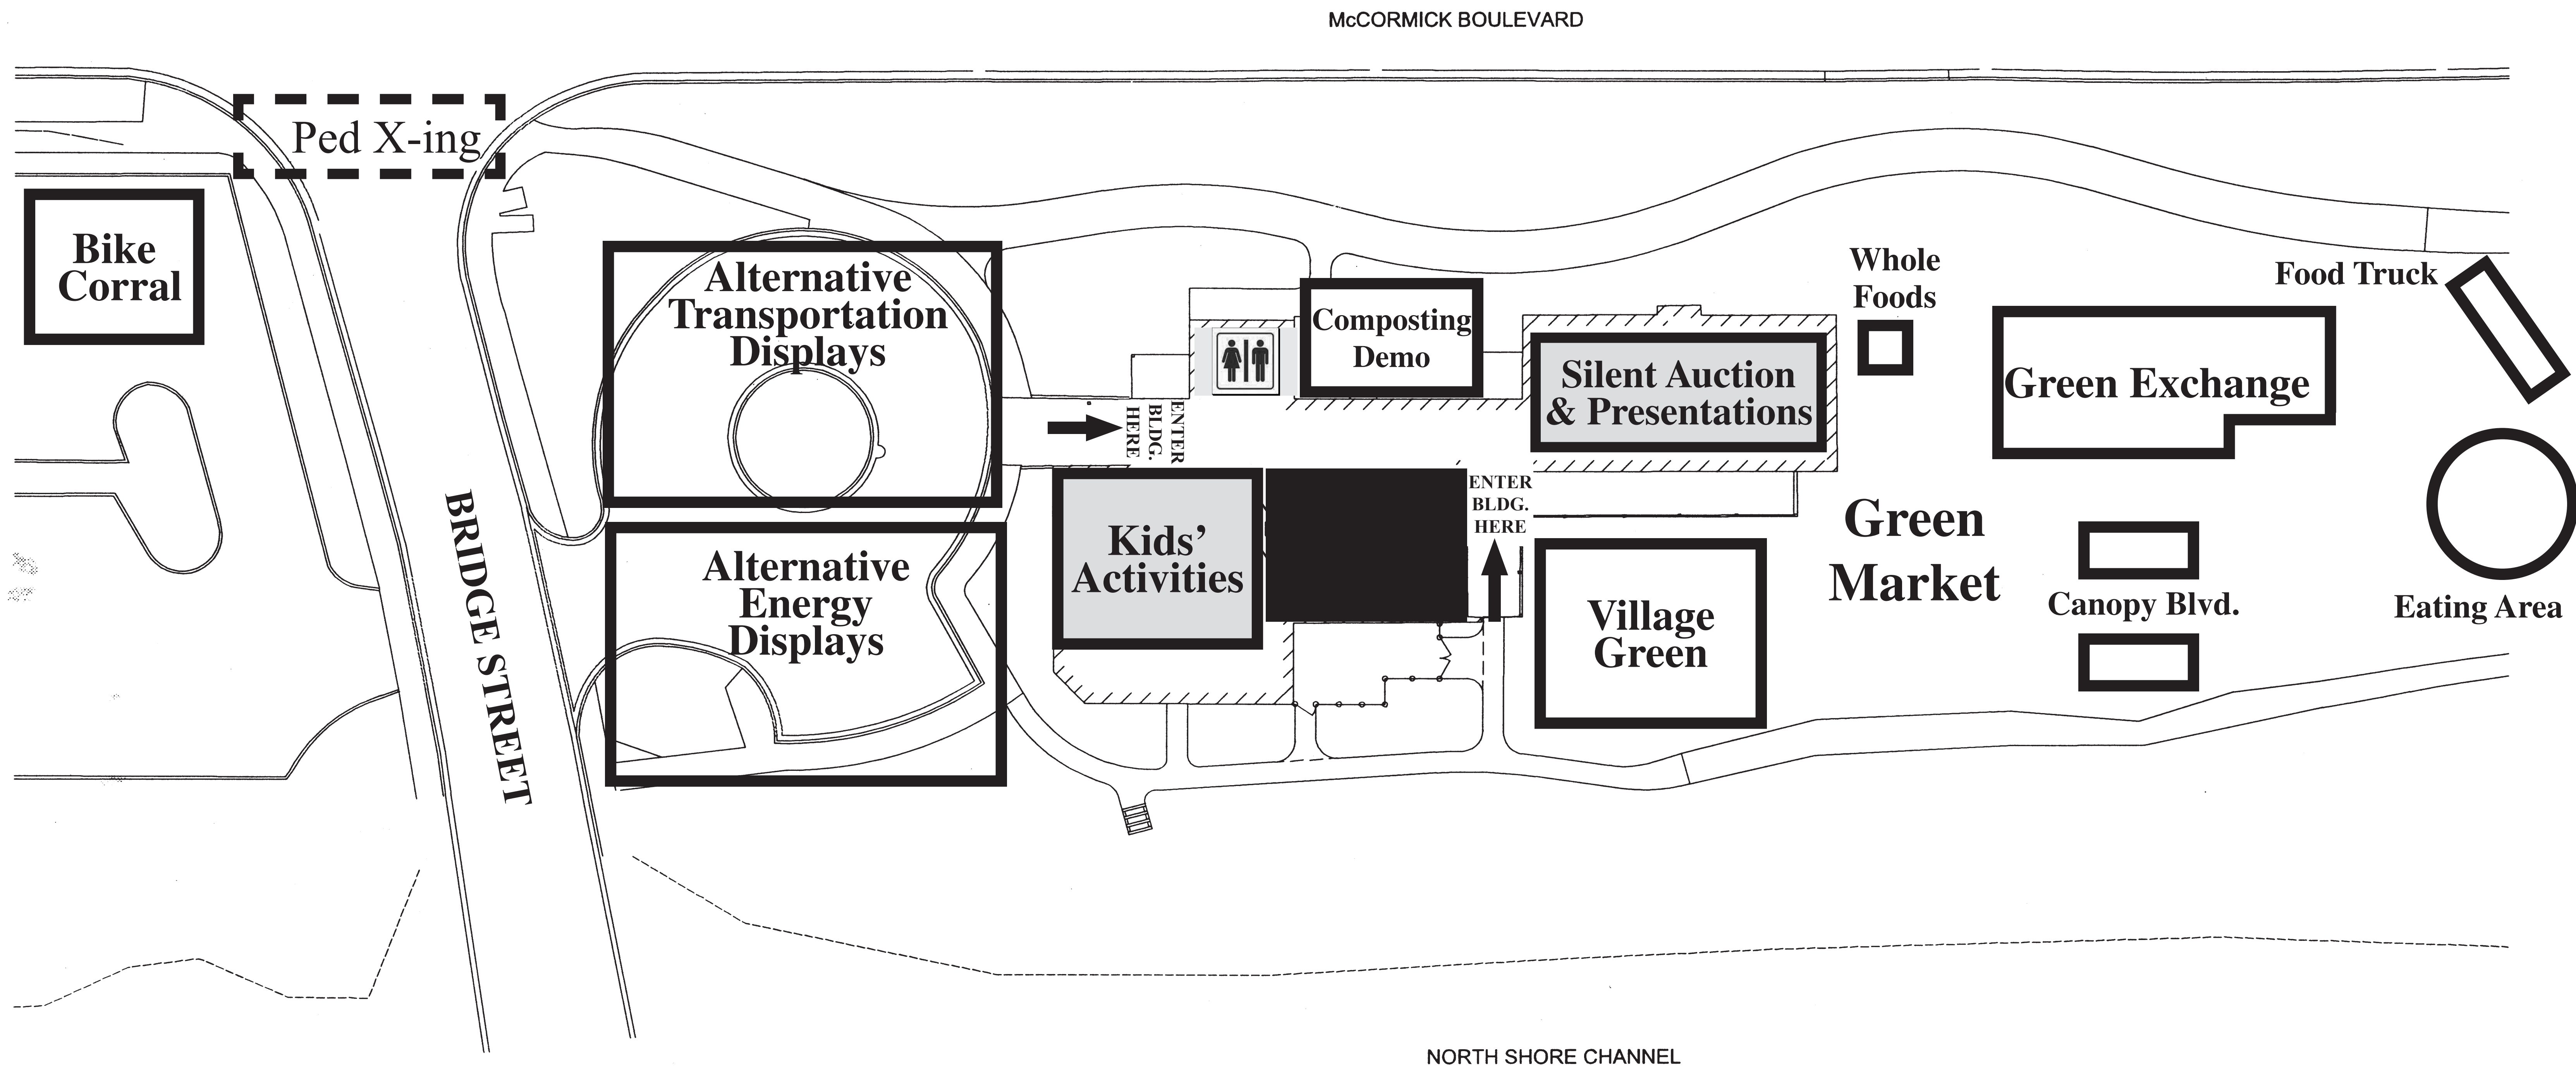 McCORMICK BOULEVARD
Ped X-ing
Bike
Corral
BRIDGE STREET
Alternative
Transportation
Displays
Alternative
Energy
Displays
ENTER
BLDG.
HERE
Composting
Demo
Kids’
Activities
ENTER
BLDG.
HERE
Silent Auction
& Presentations
Village
Green
Whole
Foods
Green
Market
Green Exchange
Canopy Blvd.
Food Truck
Eating Area
NORTH SHORE CHANNEL